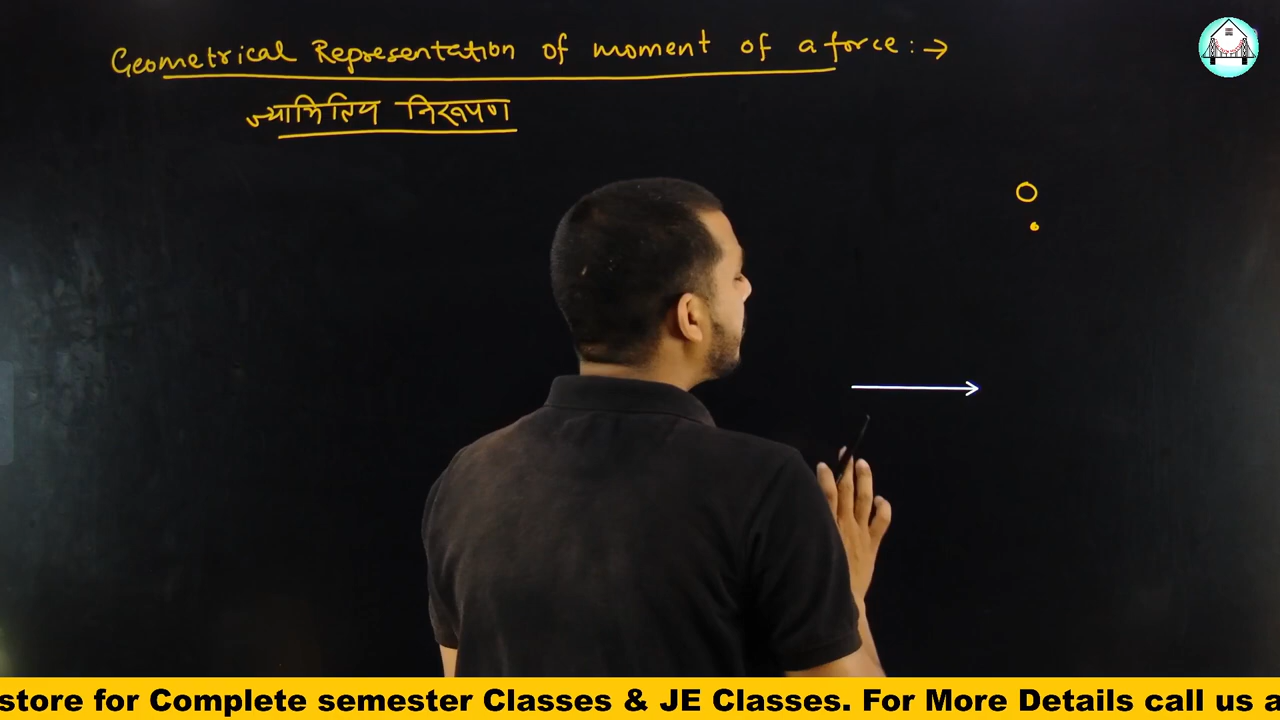 Geometrical Representation of moment of a force:→
ज्यामितिय निरूपण
O
store for Complete semester Classes & JE Classes. For More Details call us a